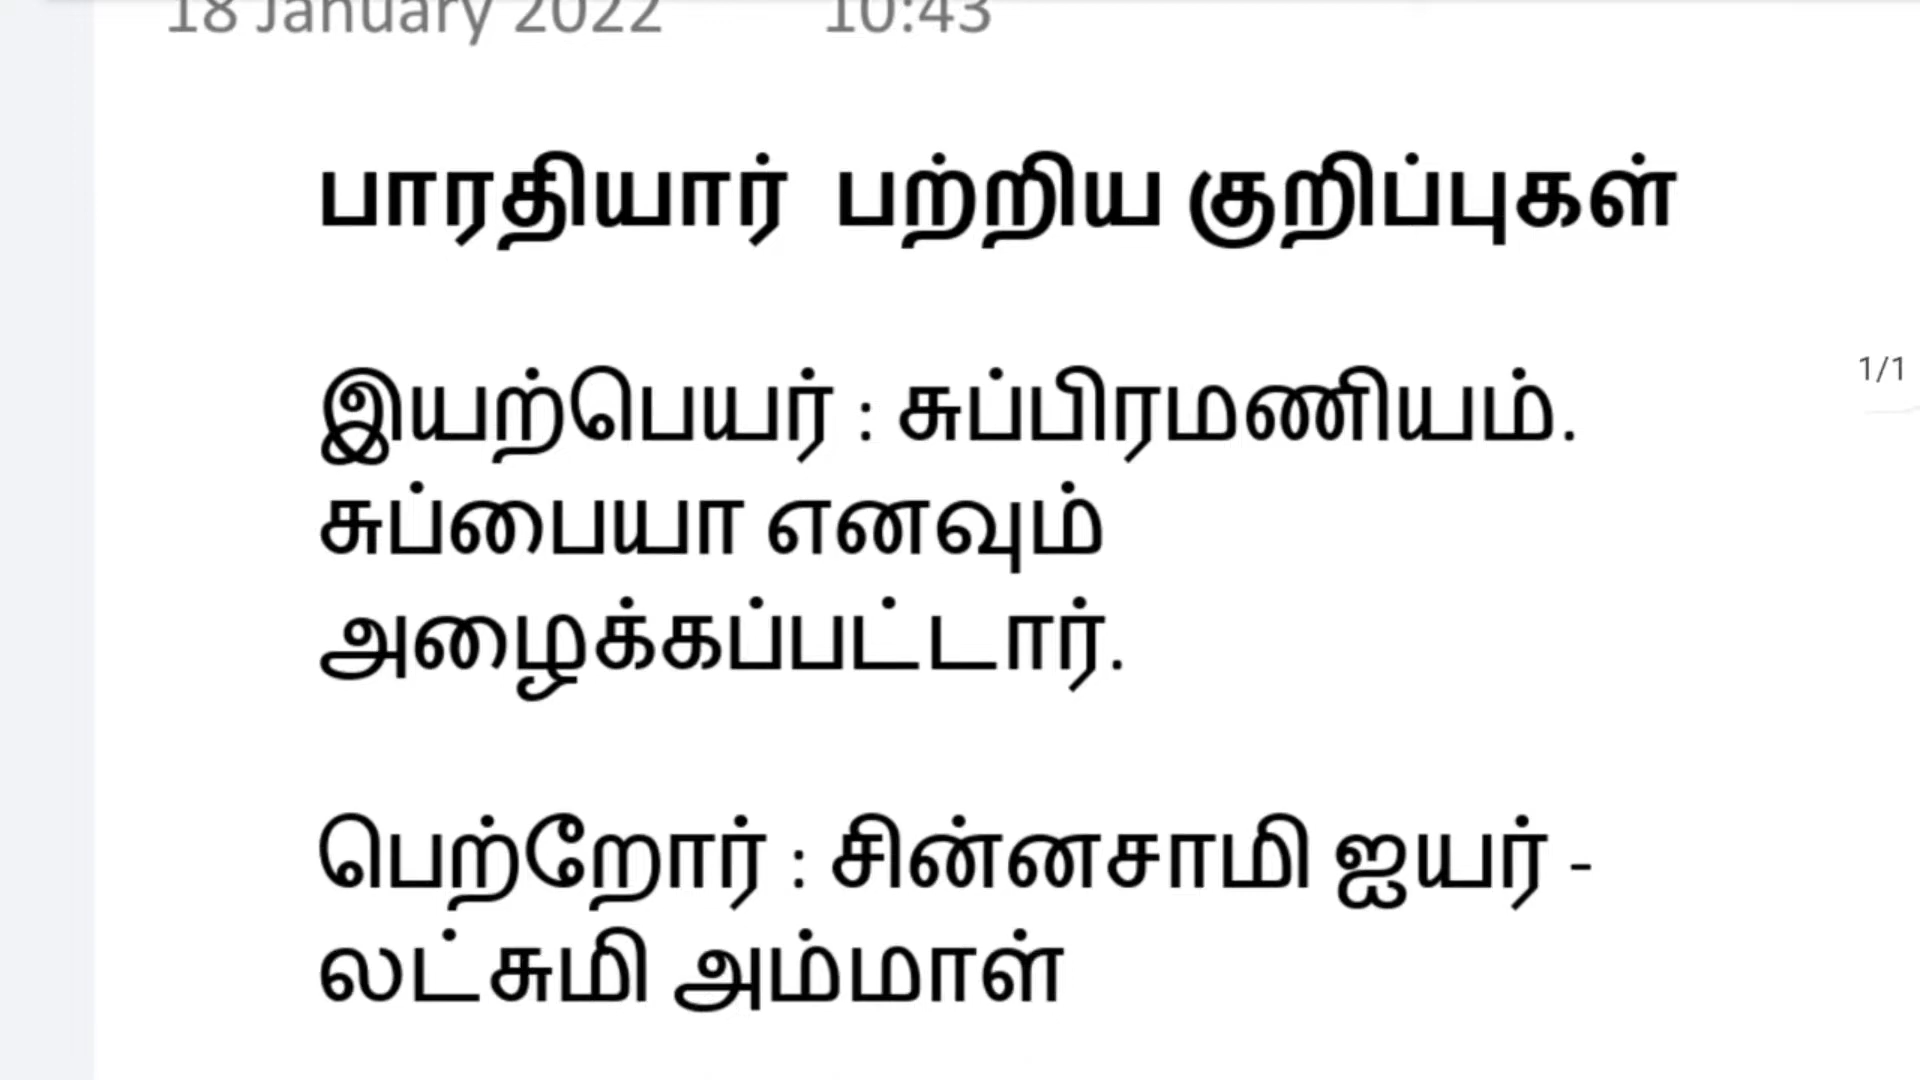 18 January 2022 10:43
பாரதியார் பற்றிய குறிப்புகள்
இயற்பெயர் : சுப்பிரமணியம்.
1/1
சுப்பையா எனவும்
அழைக்கப்பட்டார்.
பெற்றோர் : சின்னசாமி ஐயர் -
லட்சுமி அம்மாள்